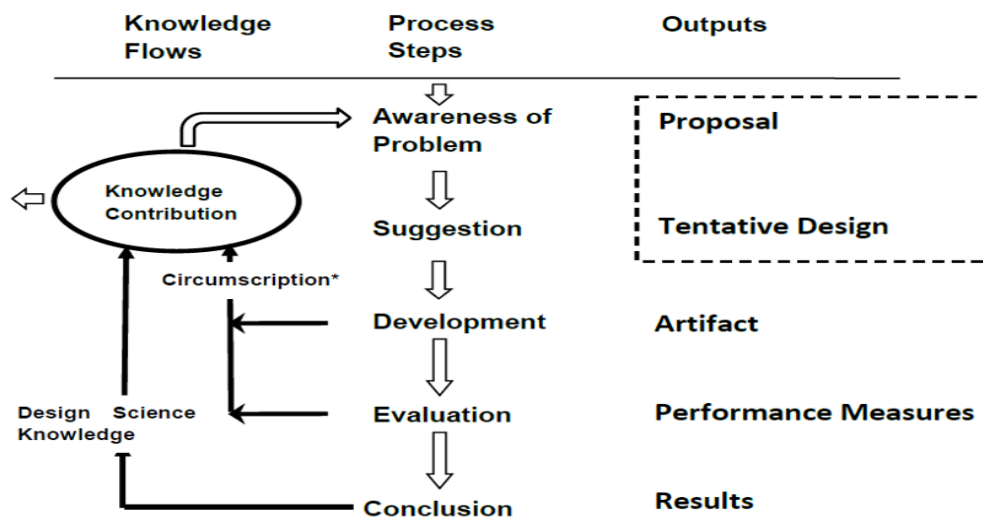 Knowledge Flows
Process Steps
Outputs
Awareness of Problem
Proposal
Knowledge Contribution
Suggestion
Tentative Design
Circumscription*
Development
Artifact
Design Science Knowledge
Evaluation
Performance Measures
Conclusion
Results